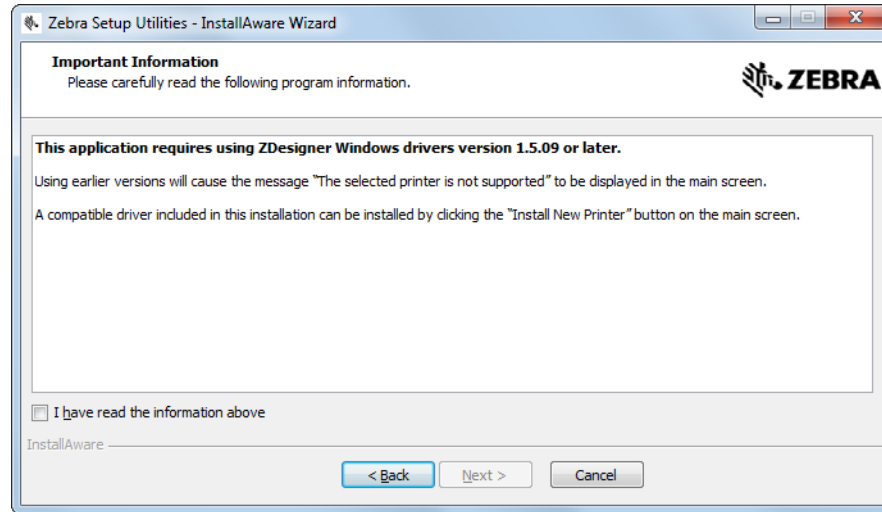 Zebra Setup Utilities - InstallAware Wizard
Important Information
Please carefully read the following program information.
ZEBRA
This application requires using ZDesigner Windows drivers version 1.5.09 or later.
Using earlier versions will cause the message “The selected printer is not supported” to be displayed in the main screen.
A compatible driver included in this installation can be installed by clicking the “Install New Printer” button on the main screen.
I have read the information above
InstallAware
< Back Next > Cancel